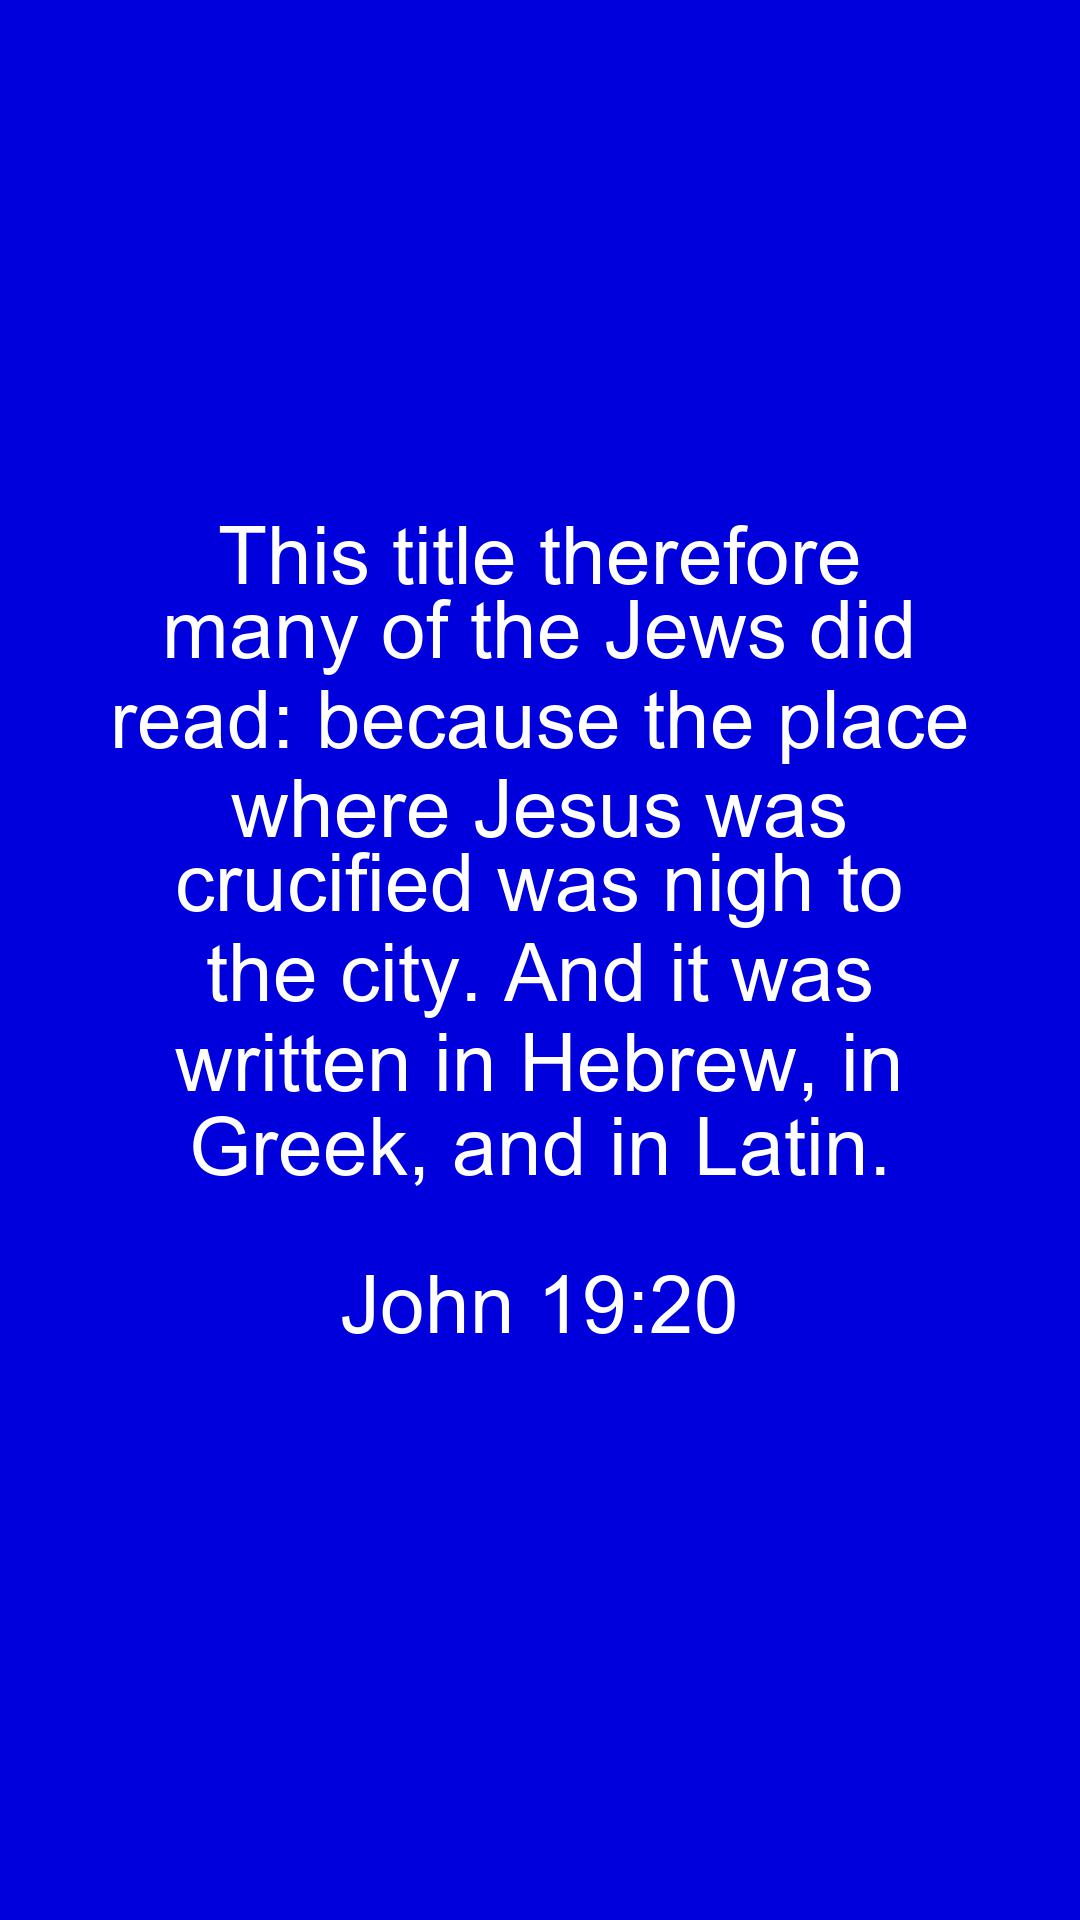 This title therefore
many of the Jews did
read: because the place
where Jesus was
crucified was nigh to
the city. And it was
written in Hebrew, in
Greek, and in Latin.
John 19:20